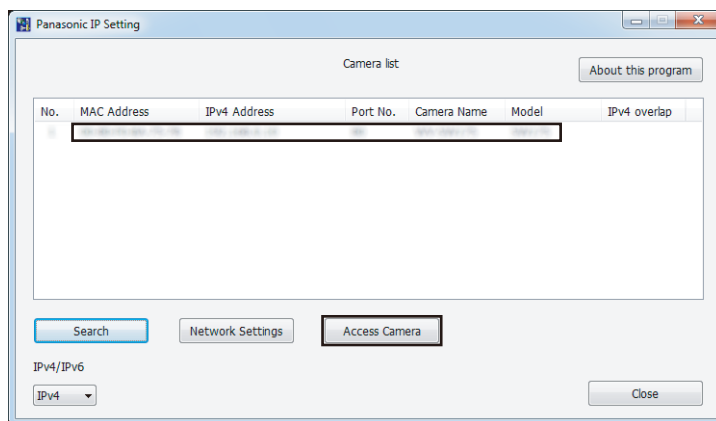 Panasonic IP Setting
Camera list
About this program
No. MAC Address IPv4 Address Port No. Camera Name Model IPv4 overlap
Search Network Settings Access Camera
IPv4/IPv6
IPv4
Close